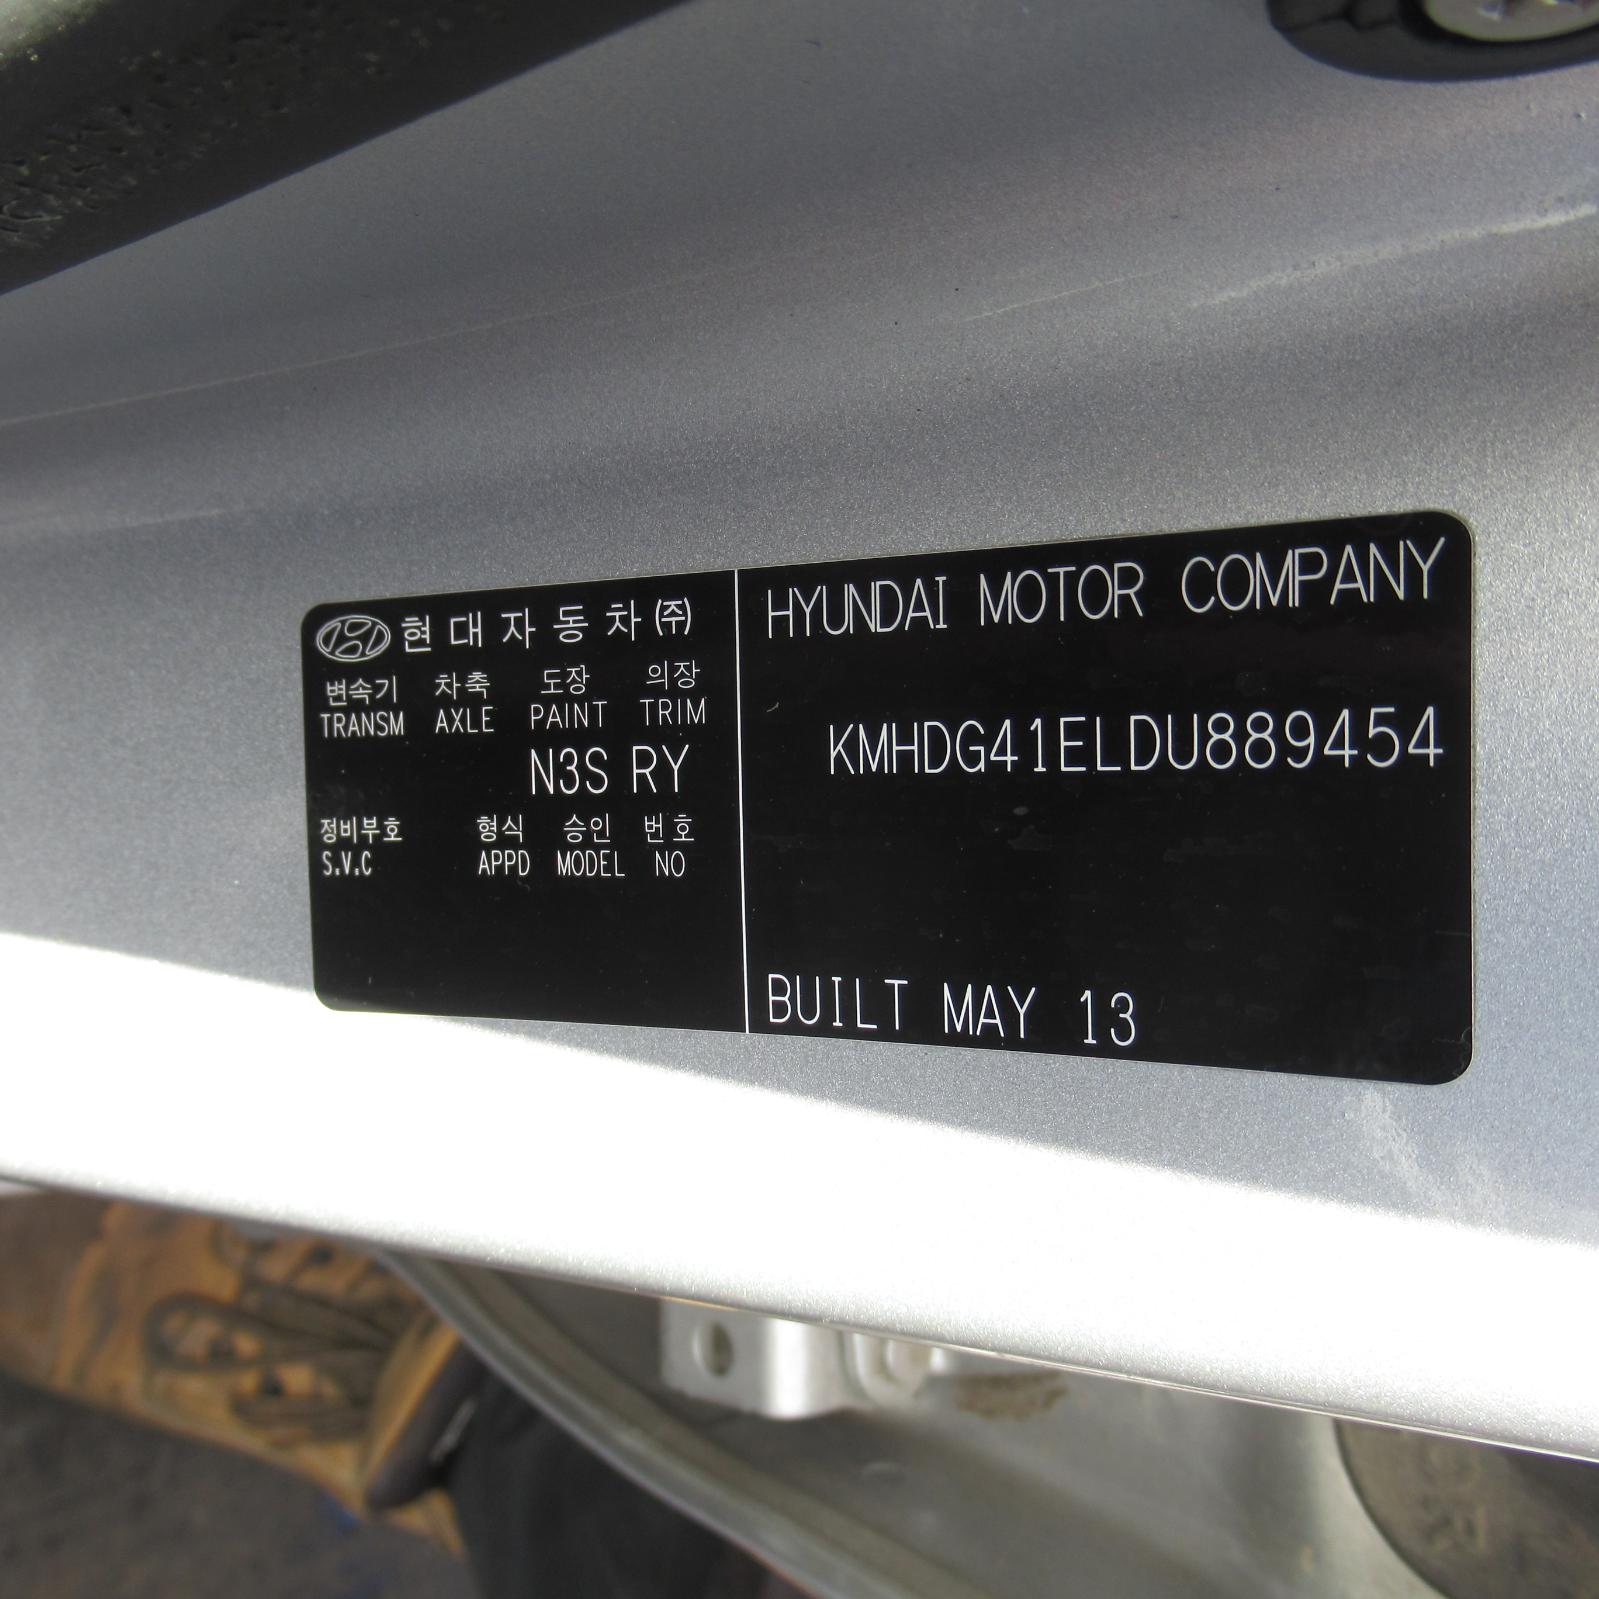 현대자동차㈜
변속기 차축 도장 의장
TRANSM AXLE PAINT TRIM
N3S RY
정비부호 형식 승인 번호
S.V.C APPD MODEL NO
HYUNDAI MOTOR COMPANY
KMHDG41ELDU889454
BUILT MAY 13